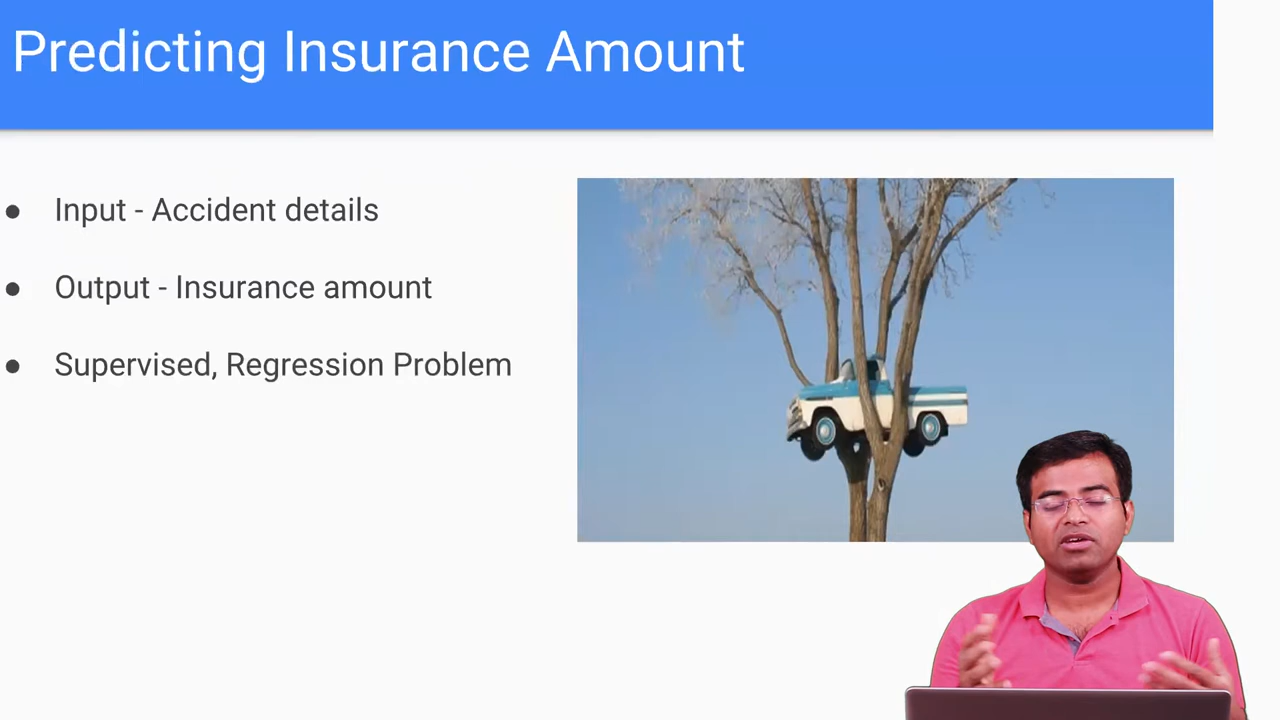 Predicting Insurance Amount
● Input - Accident details
● Output - Insurance amount
● Supervised, Regression Problem